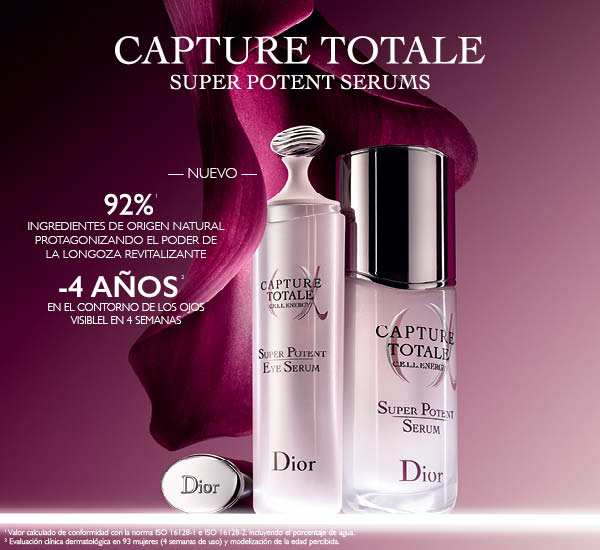 CAPTURE TOTALE
SUPER POTENT SERUMS
— NUEVO —
92%¹
INGREDIENTES DE ORIGEN NATURAL
PROTAGONIZANDO EL PODER DE
LA LONGOZA REVITALIZANTE
-4 AÑOS²
EN EL CONTORNO DE LOS OJOS
VISIBLEL EN 4 SEMANAS
CAPTURE
TOTALE
C.E.L.L. ENERGY
SUPER POTENT
EYE SERUM
Dior
CAPTURE
TOTALE
C.E.L.L. ENERGY
SUPER POTENT
SERUM
Dior
Dior
¹ Valor calculado de conformidad con la norma ISO 16128-1 e ISO 16128-2. Incluyendo el porcentaje de agua.
³ Evaluación clínica dermatológica en 93 mujeres (4 semanas de uso) y modelización de la edad percibida.